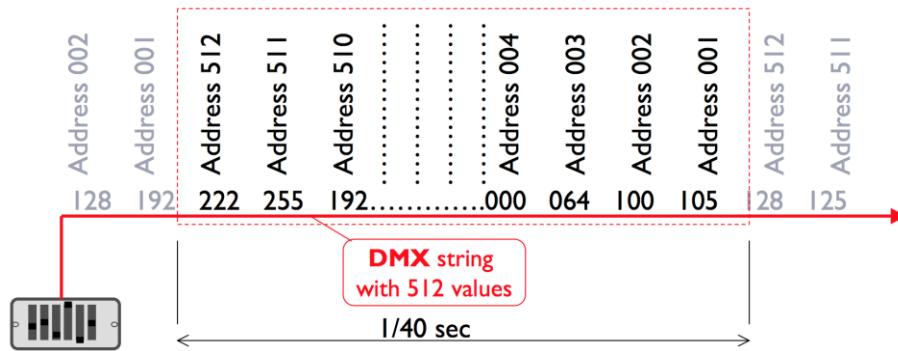 Address 002
Address 001
Address 512
Address 511
Address 510
Address 004
Address 003
Address 002
Address 001
Address 512
Address 511
128 192 222 255 192..............000 064 100 105 128 125
DMX string
with 512 values
1/40 sec